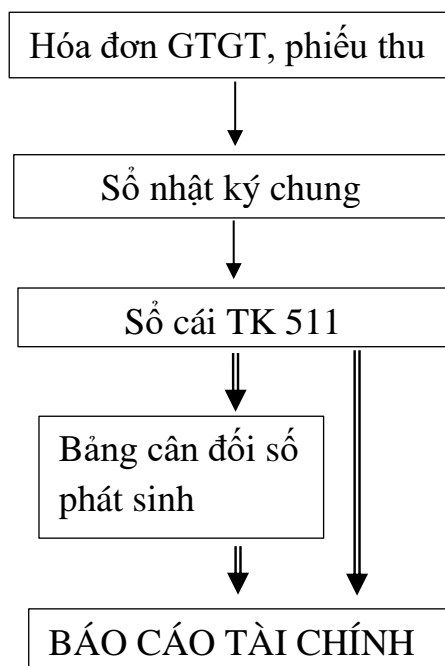 Hóa đơn GTGT, phiếu thu
Sổ nhật ký chung
Sổ cái TK 511
Bảng cân đối số
phát sinh
BÁO CÁO TÀI CHÍNH